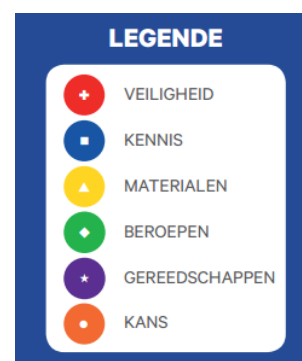 LEGENDE
VEILIGHEID
KENNIS
MATERIALEN
BEROEPEN
GEREEDSCHAPPEN
KANS